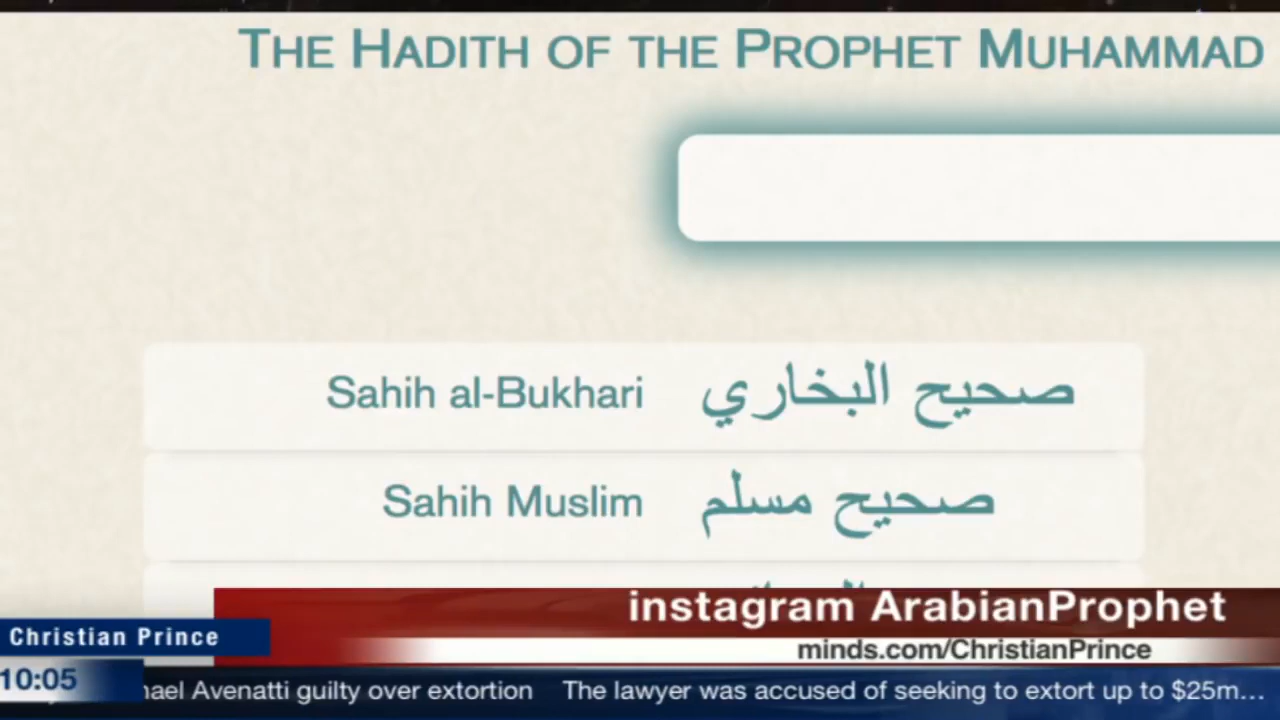 THE HADITH OF THE PROPHET MUHAMMAD
Sahih al-Bukhari صحيح البخاري
Sahih Muslim صحيح مسلم
instagram ArabianProphet
Christian Prince
minds.com/ChristianPrince
10:05
Avenatti guilty over extortion The lawyer was accused of seeking to extort up to $25m...